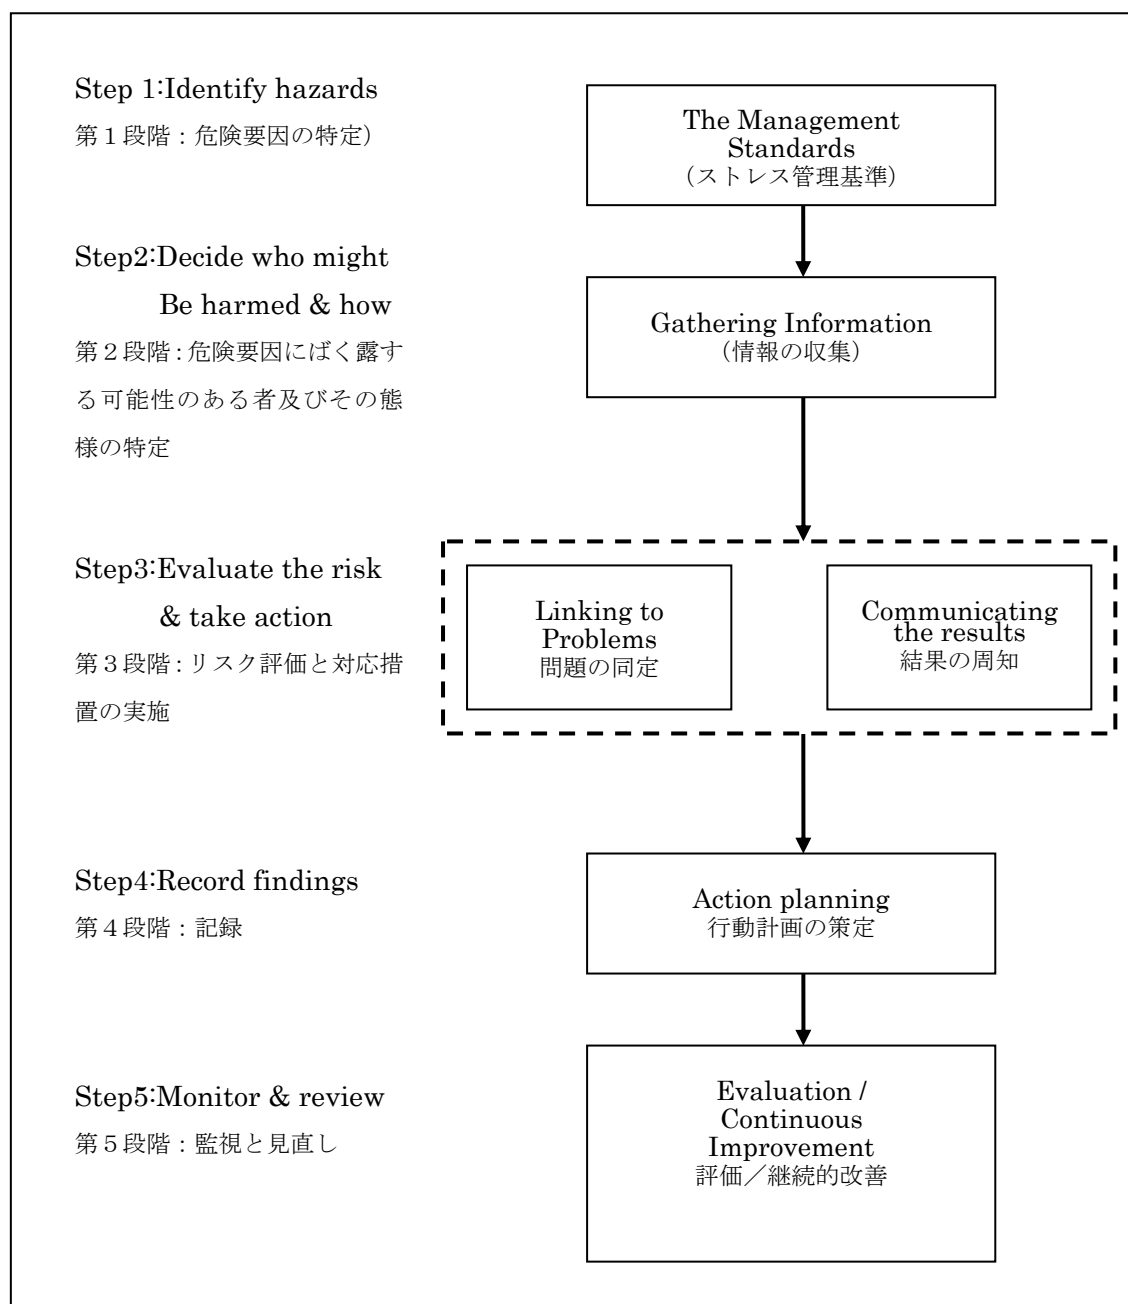 Step 1:Identify hazards
第１段階：危険要因の特定）
The Management
Standards
（ストレス管理基準）
Step2:Decide who might
Be harmed & how
第２段階：危険要因にばく露す
る可能性のある者及びその態
様の特定
Gathering Information
（情報の収集）
Step3:Evaluate the risk
& take action
第３段階：リスク評価と対応措
置の実施
Linking to
Problems
問題の同定
Communicating
the results
結果の周知
Step4:Record findings
第４段階：記録
Action planning
行動計画の策定
Step5:Monitor & review
第５段階：監視と見直し
Evaluation /
Continuous
Improvement
評価／継続的改善